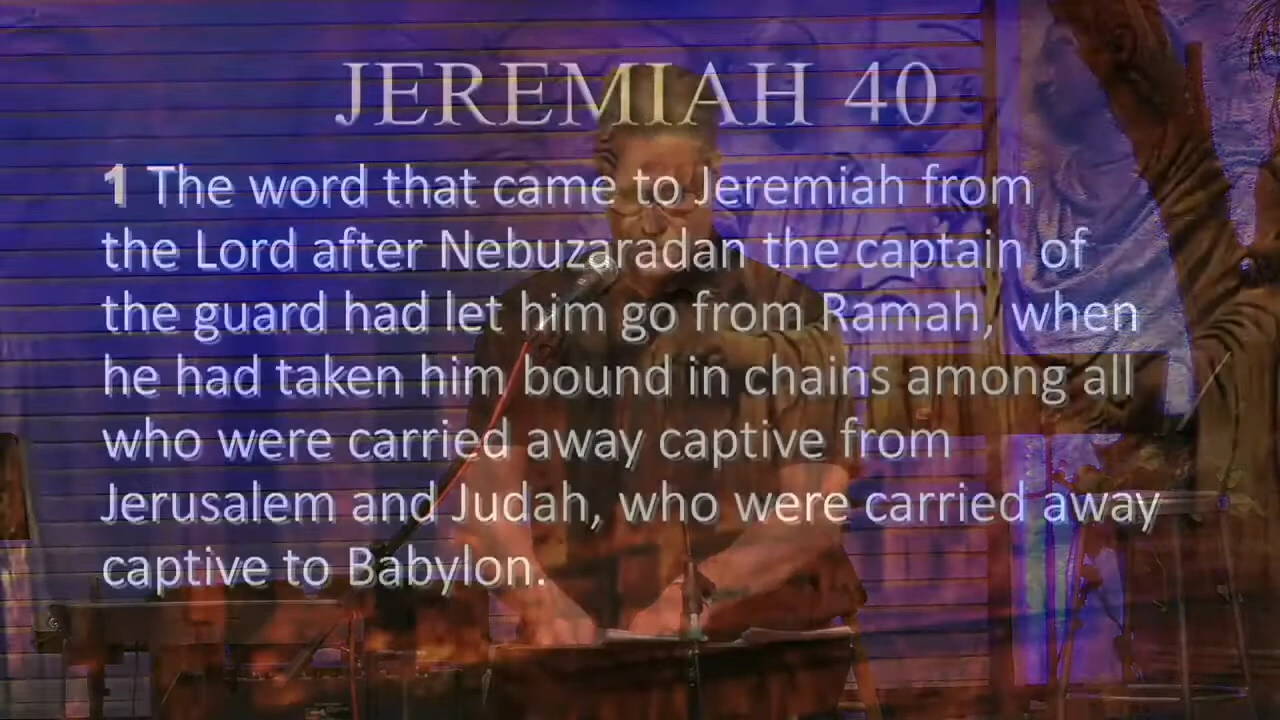 JEREMIAH 40
1 The word that came to Jeremiah from
the Lord after Nebuzaradan the captain of
the guard had let him go from Ramah, when
he had taken him bound in chains among all
who were carried away captive from
Jerusalem and Judah, who were carried away
captive to Babylon.